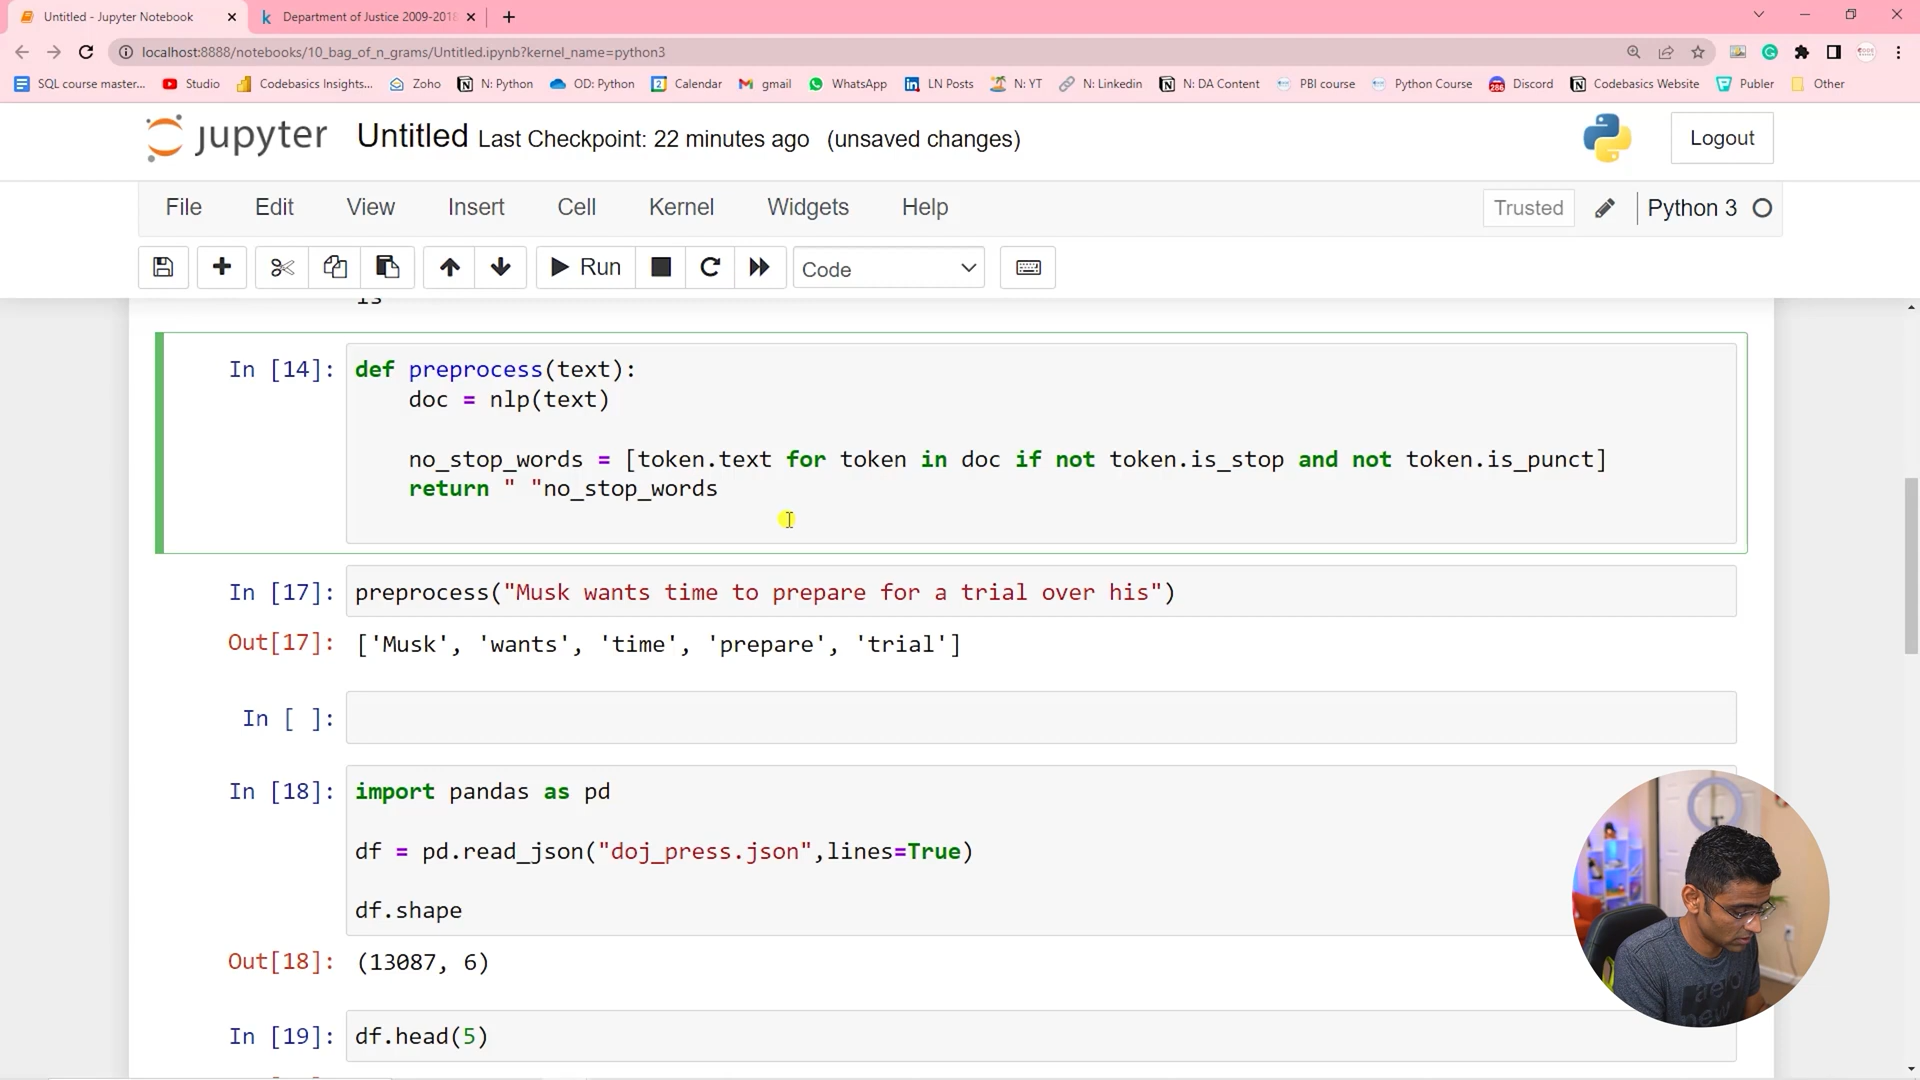 Untitled - Jupyter Notebook
Department of Justice 2009-2018
localhost:8888/notebooks/10_bag_of_n_grams/Untitled.ipynb?kernel_name=python3
SQL course master... Studio Codebasics Insights... Zoho N: Python OD: Python Calendar gmail WhatsApp LN Posts N: YT N: Linkedin N: DA Content PBI course Python Course Discord Codebasics Website Publer Other
jupyter Untitled Last Checkpoint: 22 minutes ago (unsaved changes) Logout
File Edit View Insert Cell Kernel Widgets Help Trusted Python 3
Run Code
is
In [14]: def preprocess(text):
doc = nlp(text)
no_stop_words = [token.text for token in doc if not token.is_stop and not token.is_punct]
return " "no_stop_words
In [17]: preprocess("Musk wants time to prepare for a trial over his")
Out[17]: ['Musk', 'wants', 'time', 'prepare', 'trial']
In [ ]:
In [18]: import pandas as pd
df = pd.read_json("doj_press.json",lines=True)
df.shape
Out[18]: (13087, 6)
In [19]: df.head(5)